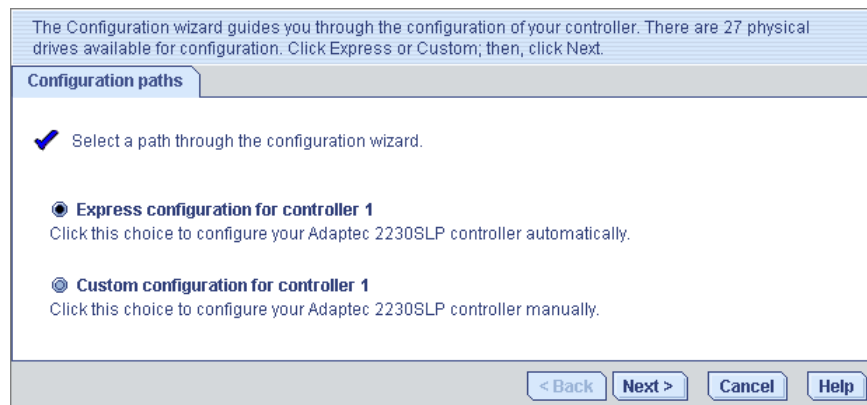 The Configuration wizard guides you through the configuration of your controller. There are 27 physical
drives available for configuration. Click Express or Custom; then, click Next.
Configuration paths
Select a path through the configuration wizard.
Express configuration for controller 1
Click this choice to configure your Adaptec 2230SLP controller automatically.
Custom configuration for controller 1
Click this choice to configure your Adaptec 2230SLP controller manually.
< Back Next > Cancel Help